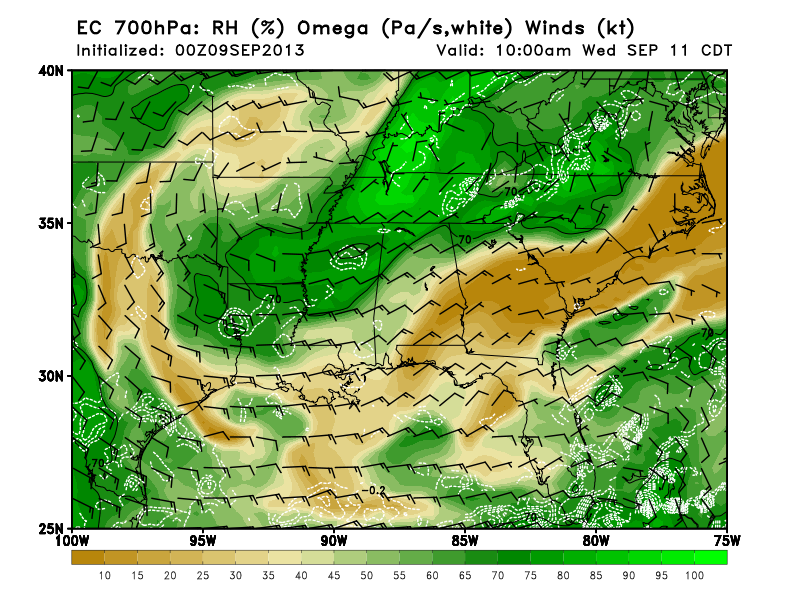 EC 700hPa: RH (%) Omega (Pa/s,white) Winds (kt)
Initialized: 00Z09SEP2013 Valid: 10:00am Wed SEP 11 CDT
40N
70
35N
70
70
70
30N
70
-0.2
25N
100W 95W 90W 85W 80W 75W
10 15 20 25 30 35 40 45 50 55 60 65 70 75 80 85 90 95 100